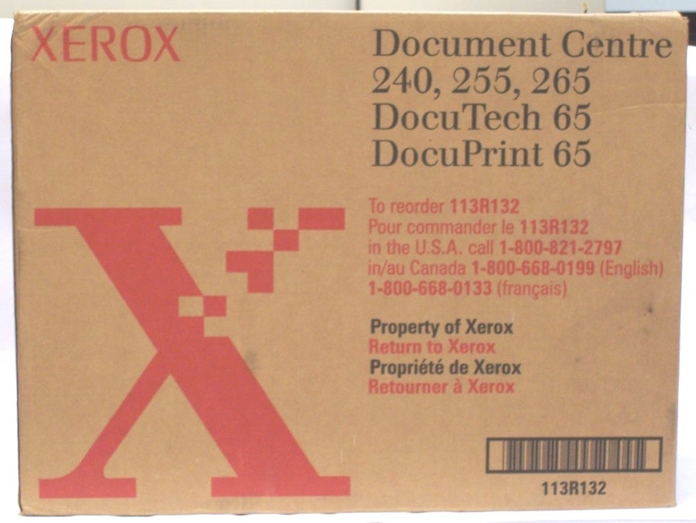 XEROX
Document Centre
240, 255, 265
DocuTech 65
DocuPrint 65
To reorder 113R132
Pour commander le 113R132
in the U.S.A. call 1-800-821-2797
in/au Canada 1-800-668-0199 (English)
1-800-668-0133 (français)
Property of Xerox
Return to Xerox
Propriété de Xerox
Retourner à Xerox
113R132